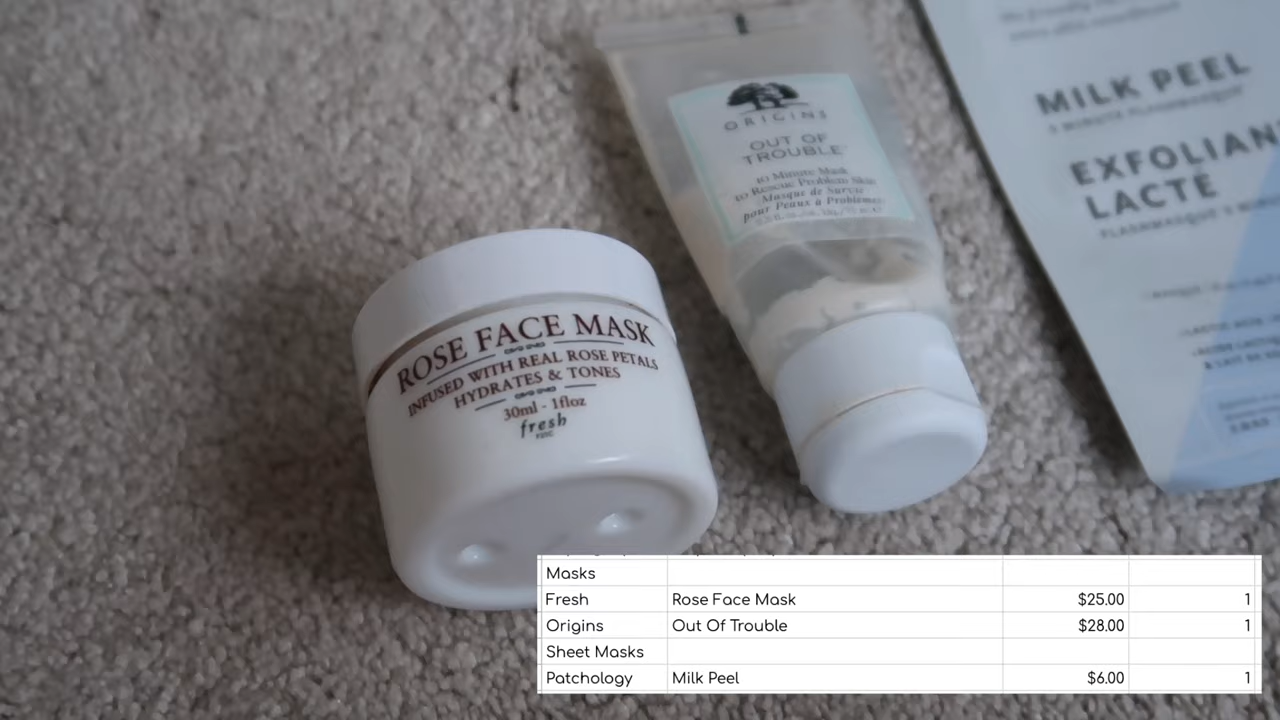 ROSE FACE MASK
INFUSED WITH REAL ROSE PETALS
HYDRATES & TONES
30ml - 1floz
fresh
ORIGINS
OUT OF
TROUBLE
10 Minute Mask
to Rescue Problem Skin
Masque de Survie
pour Peaux à Problèmes
MILK PEEL
EXFOLIAN
LACTÉ
Masks
Fresh Rose Face Mask $25.00 1
Origins Out Of Trouble $28.00 1
Sheet Masks
Patchology Milk Peel $6.00 1